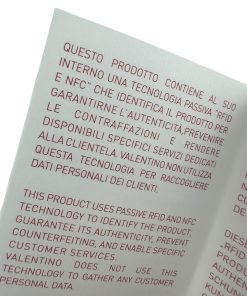 QUESTO PRODOTTO CONTIENE AL SUO
INTERNO UNA TECNOLOGIA PASSIVA "RFID
E NFC" CHE IDENTIFICA IL PRODOTTO PER
GARANTIRNE L'AUTENTICITÀ, PREVENIRE
LE CONTRAFFAZIONI E RENDERE
DISPONIBILI SPECIFICI SERVIZI DEDICATI
ALLA CLIENTELA. VALENTINO NON UTILIZZA
QUESTA TECNOLOGIA PER RACCOGLIERE
DATI PERSONALI DEI CLIENTI.
THIS PRODUCT USES PASSIVE RFID AND NFC
TECHNOLOGY TO IDENTIFY THE PRODUCT,
GUARANTEE ITS AUTHENTICITY, PREVENT
COUNTERFEITING, AND ENABLE SPECIFIC
CUSTOMER SERVICES.
VALENTINO DOES NOT USE THIS
TECHNOLOGY TO GATHER ANY CUSTOMER
PERSONAL DATA.